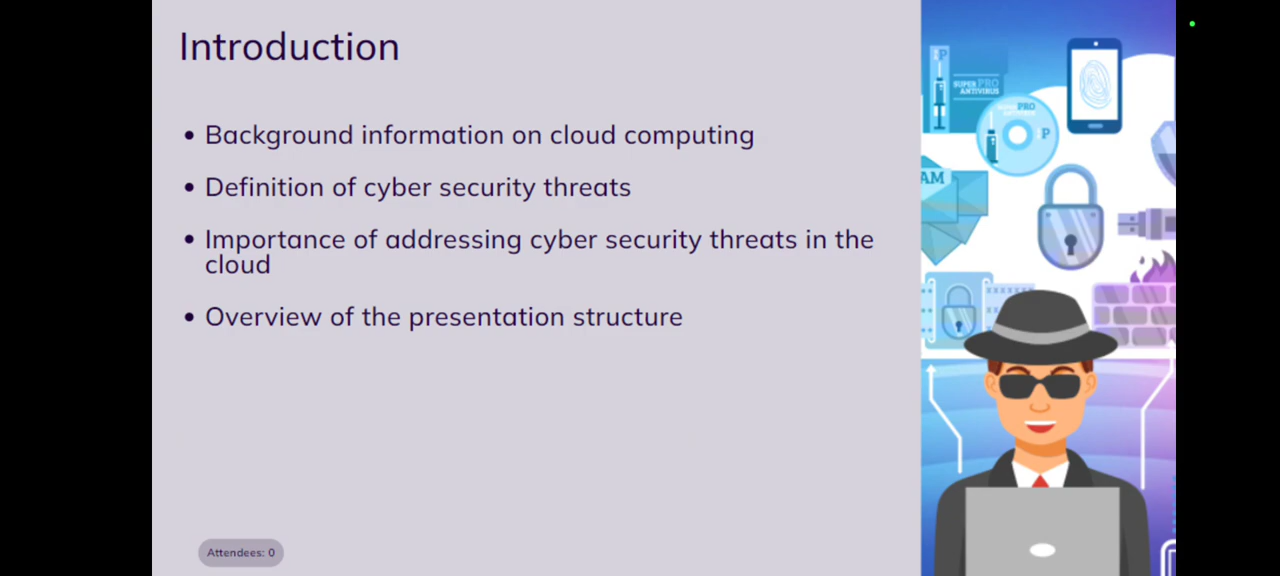 Introduction
• Background information on cloud computing
• Definition of cyber security threats
• Importance of addressing cyber security threats in the
cloud
• Overview of the presentation structure
Attendees: 0
P
SUPER PRO
ANTIVIRUS
PRO
P
AM
xxxxxx